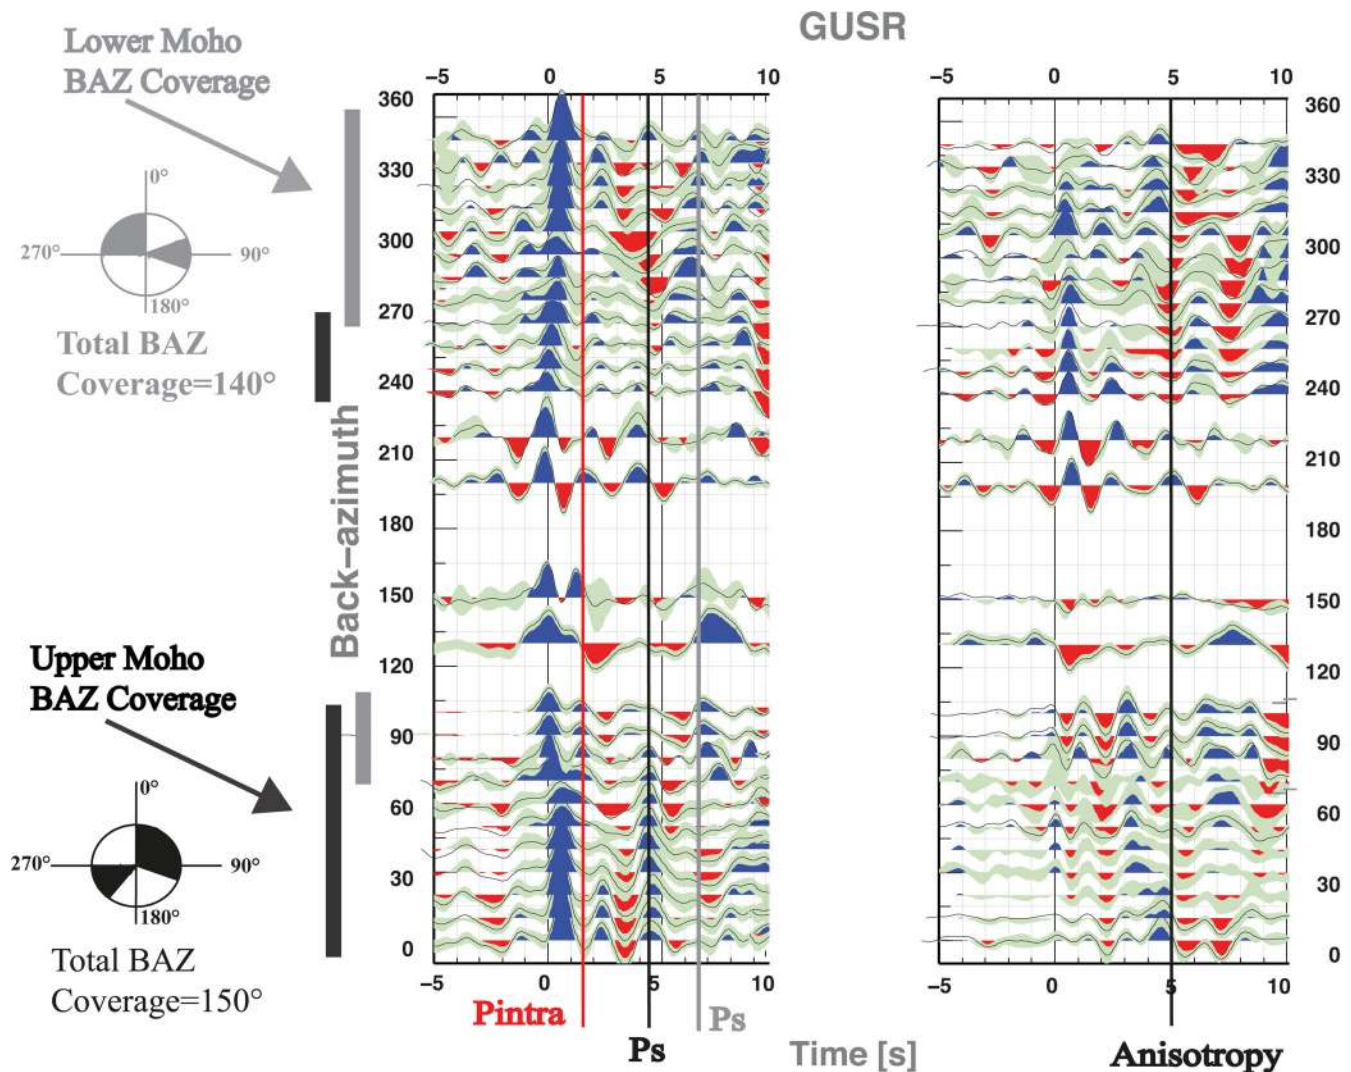 GUSR
Lower Moho
BAZ Coverage
0°
270°
90°
180°
Total BAZ
Coverage=140°
Upper Moho
BAZ Coverage
0°
270°
90°
180°
Total BAZ
Coverage=150°
Back–azimuth
–5 0 5 10
360
330
300
270
240
210
180
150
120
90
60
30
0
–5 0 5 10
Pintra
Ps
Ps
Time [s]
–5 0 5 10
360
330
300
270
240
210
180
150
120
90
60
30
0
–5 0 5 10
Anisotropy